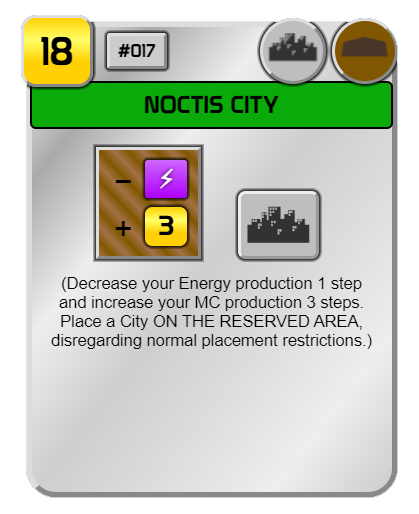 18
#017
NOCTIS CITY
−
+ 3
(Decrease your Energy production 1 step
and increase your MC production 3 steps.
Place a City ON THE RESERVED AREA,
disregarding normal placement restrictions.)